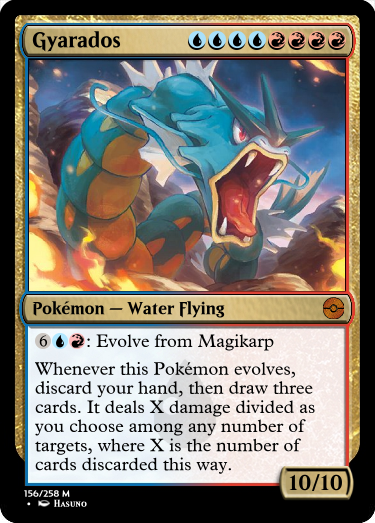 Gyarados
Pokémon — Water Flying
6: Evolve from Magikarp
Whenever this Pokémon evolves,
discard your hand, then draw three
cards. It deals X damage divided as
you choose among any number of
targets, where X is the number of
cards discarded this way.
10/10
156/258 M
• Hasuno